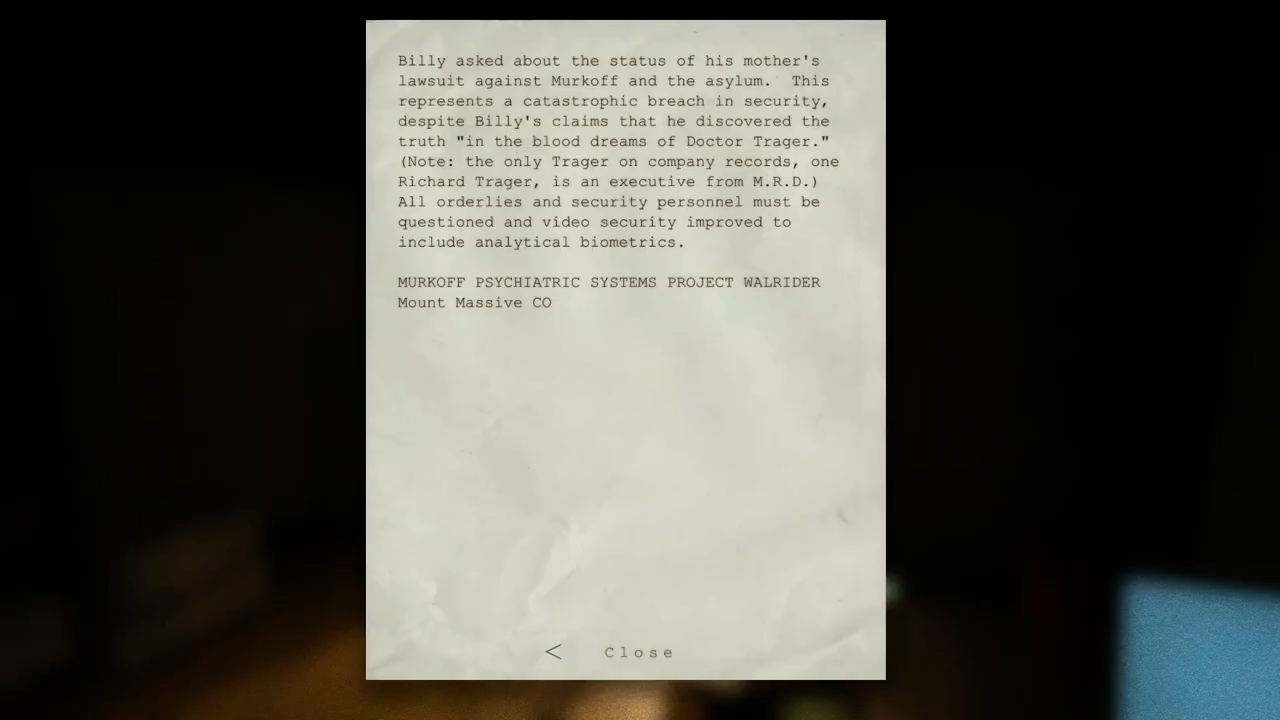 Billy asked about the status of his mother's
lawsuit against Murkoff and the asylum.  This
represents a catastrophic breach in security,
despite Billy's claims that he discovered the
truth "in the blood dreams of Doctor Trager."
(Note: the only Trager on company records, one
Richard Trager, is an executive from M.R.D.)
All orderlies and security personnel must be
questioned and video security improved to
include analytical biometrics.

MURKOFF PSYCHIATRIC SYSTEMS PROJECT WALRIDER
Mount Massive CO
< Close